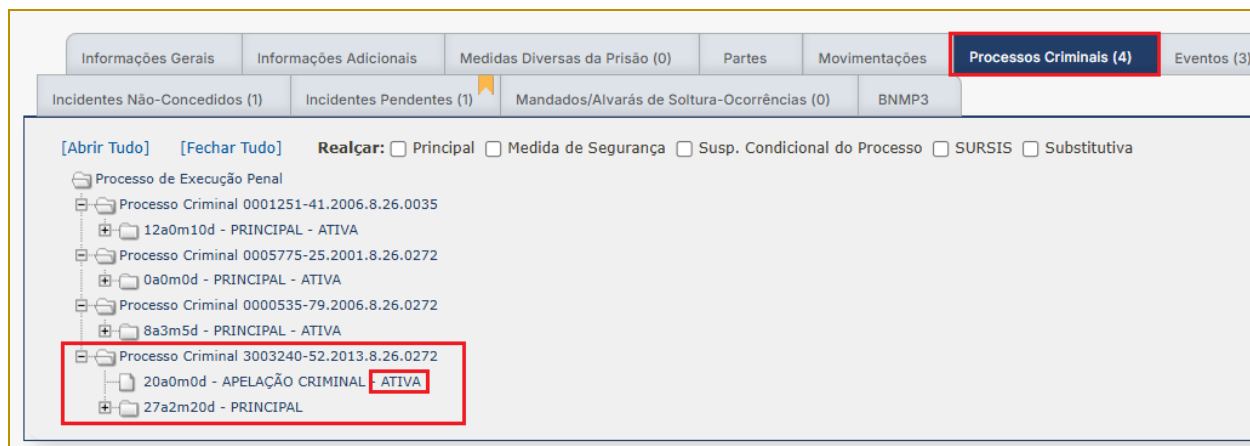 Informações Gerais Informações Adicionais Medidas Diversas da Prisão (0) Partes Movimentações Processos Criminais (4) Eventos (3)
Incidentes Não-Concedidos (1) Incidentes Pendentes (1) Mandados/Alvarás de Soltura-Ocorrências (0) BNMP3
[Abrir Tudo] [Fechar Tudo] Realçar: Principal Medida de Segurança Susp. Condicional do Processo SURSIS Substitutiva
Processo de Execução Penal
Processo Criminal 0001251-41.2006.8.26.0035
12a0m10d - PRINCIPAL - ATIVA
Processo Criminal 0005775-25.2001.8.26.0272
0a0m0d - PRINCIPAL - ATIVA
Processo Criminal 0000535-79.2006.8.26.0272
8a3m5d - PRINCIPAL - ATIVA
Processo Criminal 3003240-52.2013.8.26.0272
20a0m0d - APELAÇÃO CRIMINAL - ATIVA
27a2m20d - PRINCIPAL